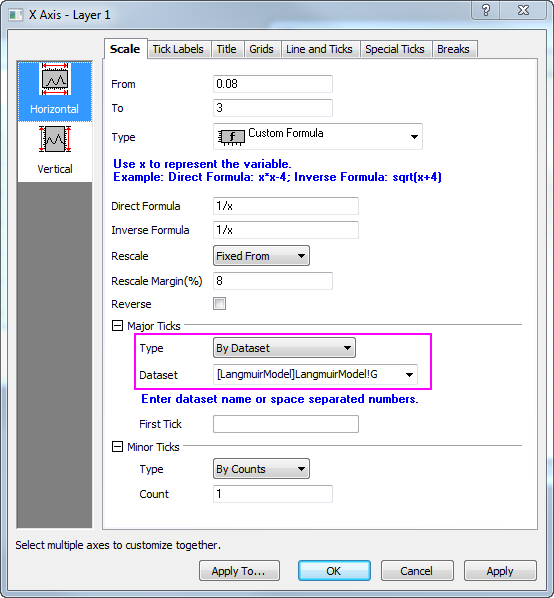 X Axis - Layer 1
?
Scale Tick Labels Title Grids Line and Ticks Special Ticks Breaks
Horizontal
Vertical
From 0.08
To 3
Type f Custom Formula
Use x to represent the variable.
Example: Direct Formula: x*x-4; Inverse Formula: sqrt(x+4)
Direct Formula 1/x
Inverse Formula 1/x
Rescale Fixed From
Rescale Margin(%) 8
Reverse
Major Ticks
Type By Dataset
Dataset [LangmuirModel]LangmuirModel!G
Enter dataset name or space separated numbers.
First Tick
Minor Ticks
Type By Counts
Count 1
Select multiple axes to customize together.
Apply To... OK Cancel Apply